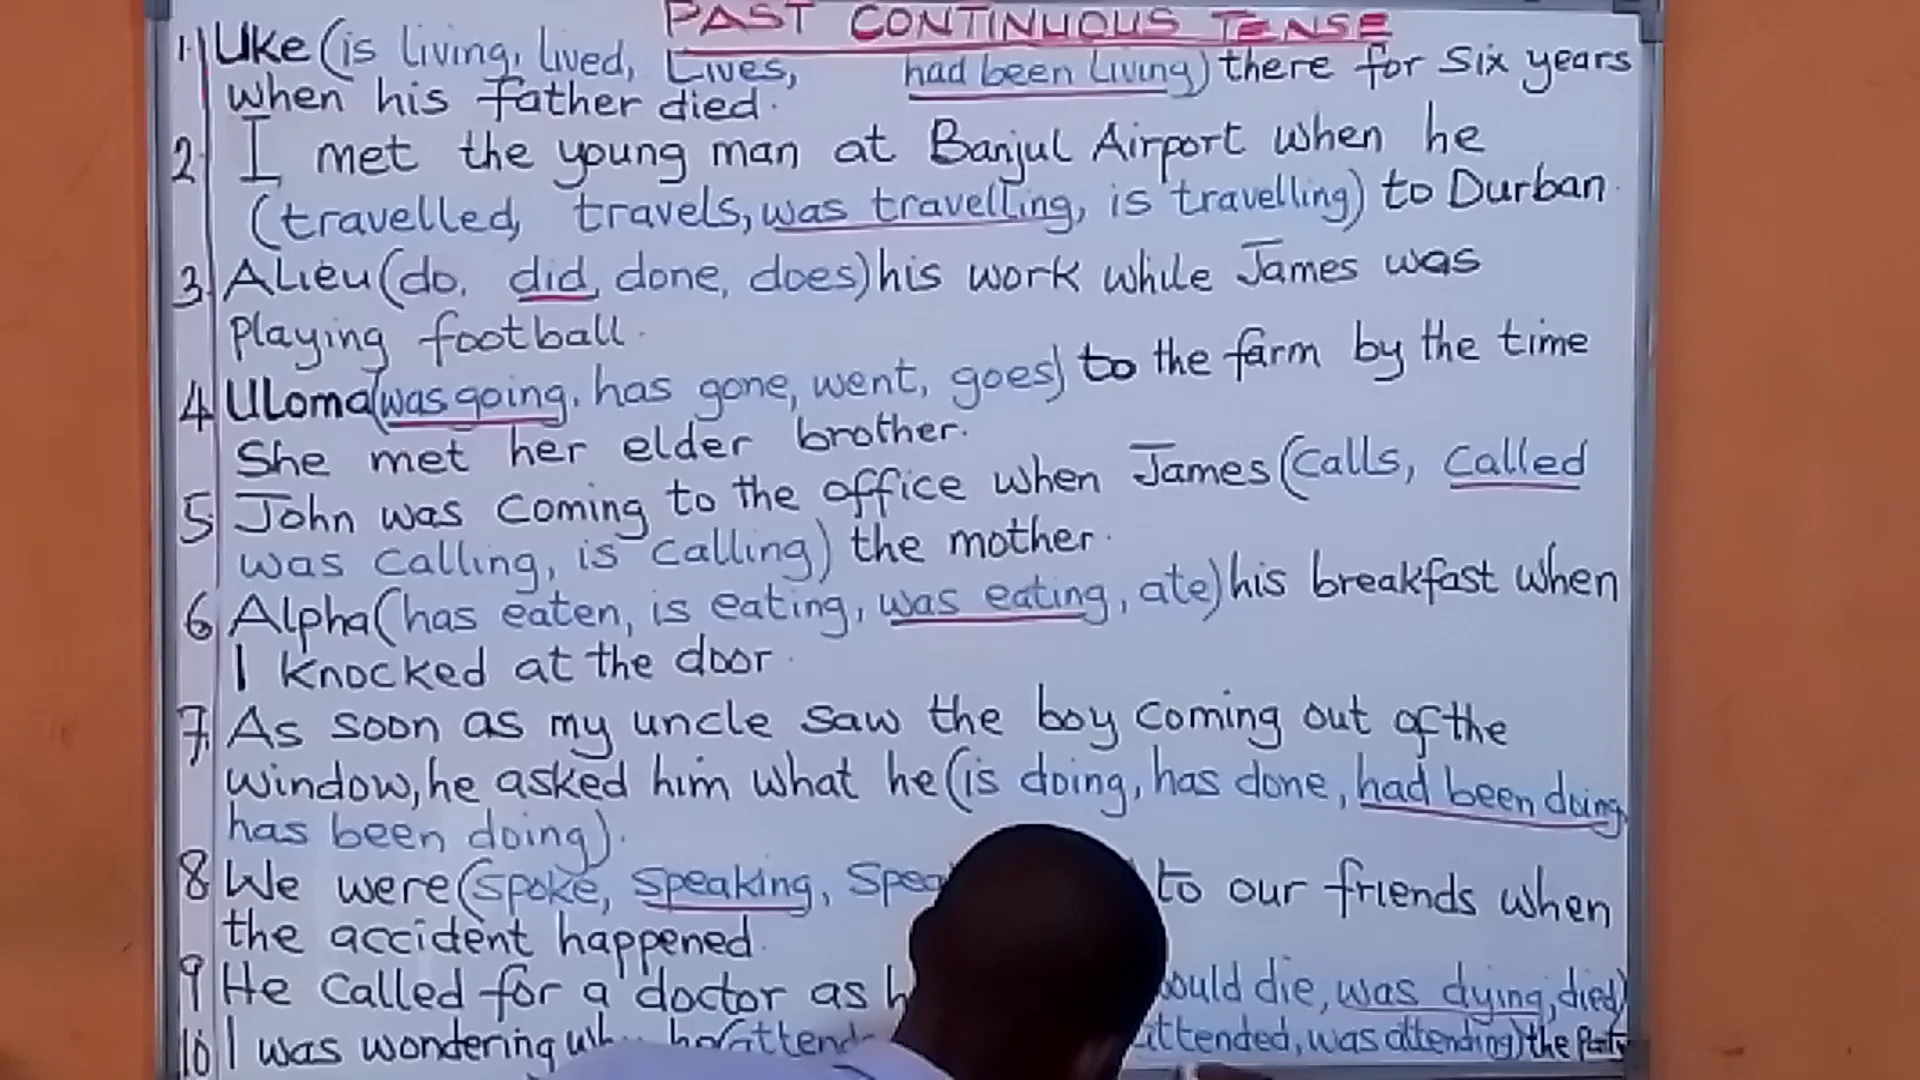 PAST CONTINUOUS TENSE
1. Uke (is living, lived, Lives, had been living) there for six years
when his father died.
2. I met the young man at Banjul Airport when he
(travelled, travels, was travelling, is travelling) to Durban.
3. Alieu (do, did, done, does) his work while James was
playing football.
4 Uloma (was going, has gone, went, goes) to the farm by the time
She met her elder brother.
5. John was coming to the office when James (calls, called
was calling, is calling) the mother.
6 Alpha (has eaten, is eating, was eating, ate) his breakfast when
I knocked at the door.
7. As soon as my uncle saw the boy coming out of the
window, he asked him what he (is doing, has done, had been doing,
has been doing).
8 We were (spoke, speaking, to our friends when
the accident happened.
9 He called for a doctor as die, was dying, died)
10 I was wondering he attended, was attending) the Party